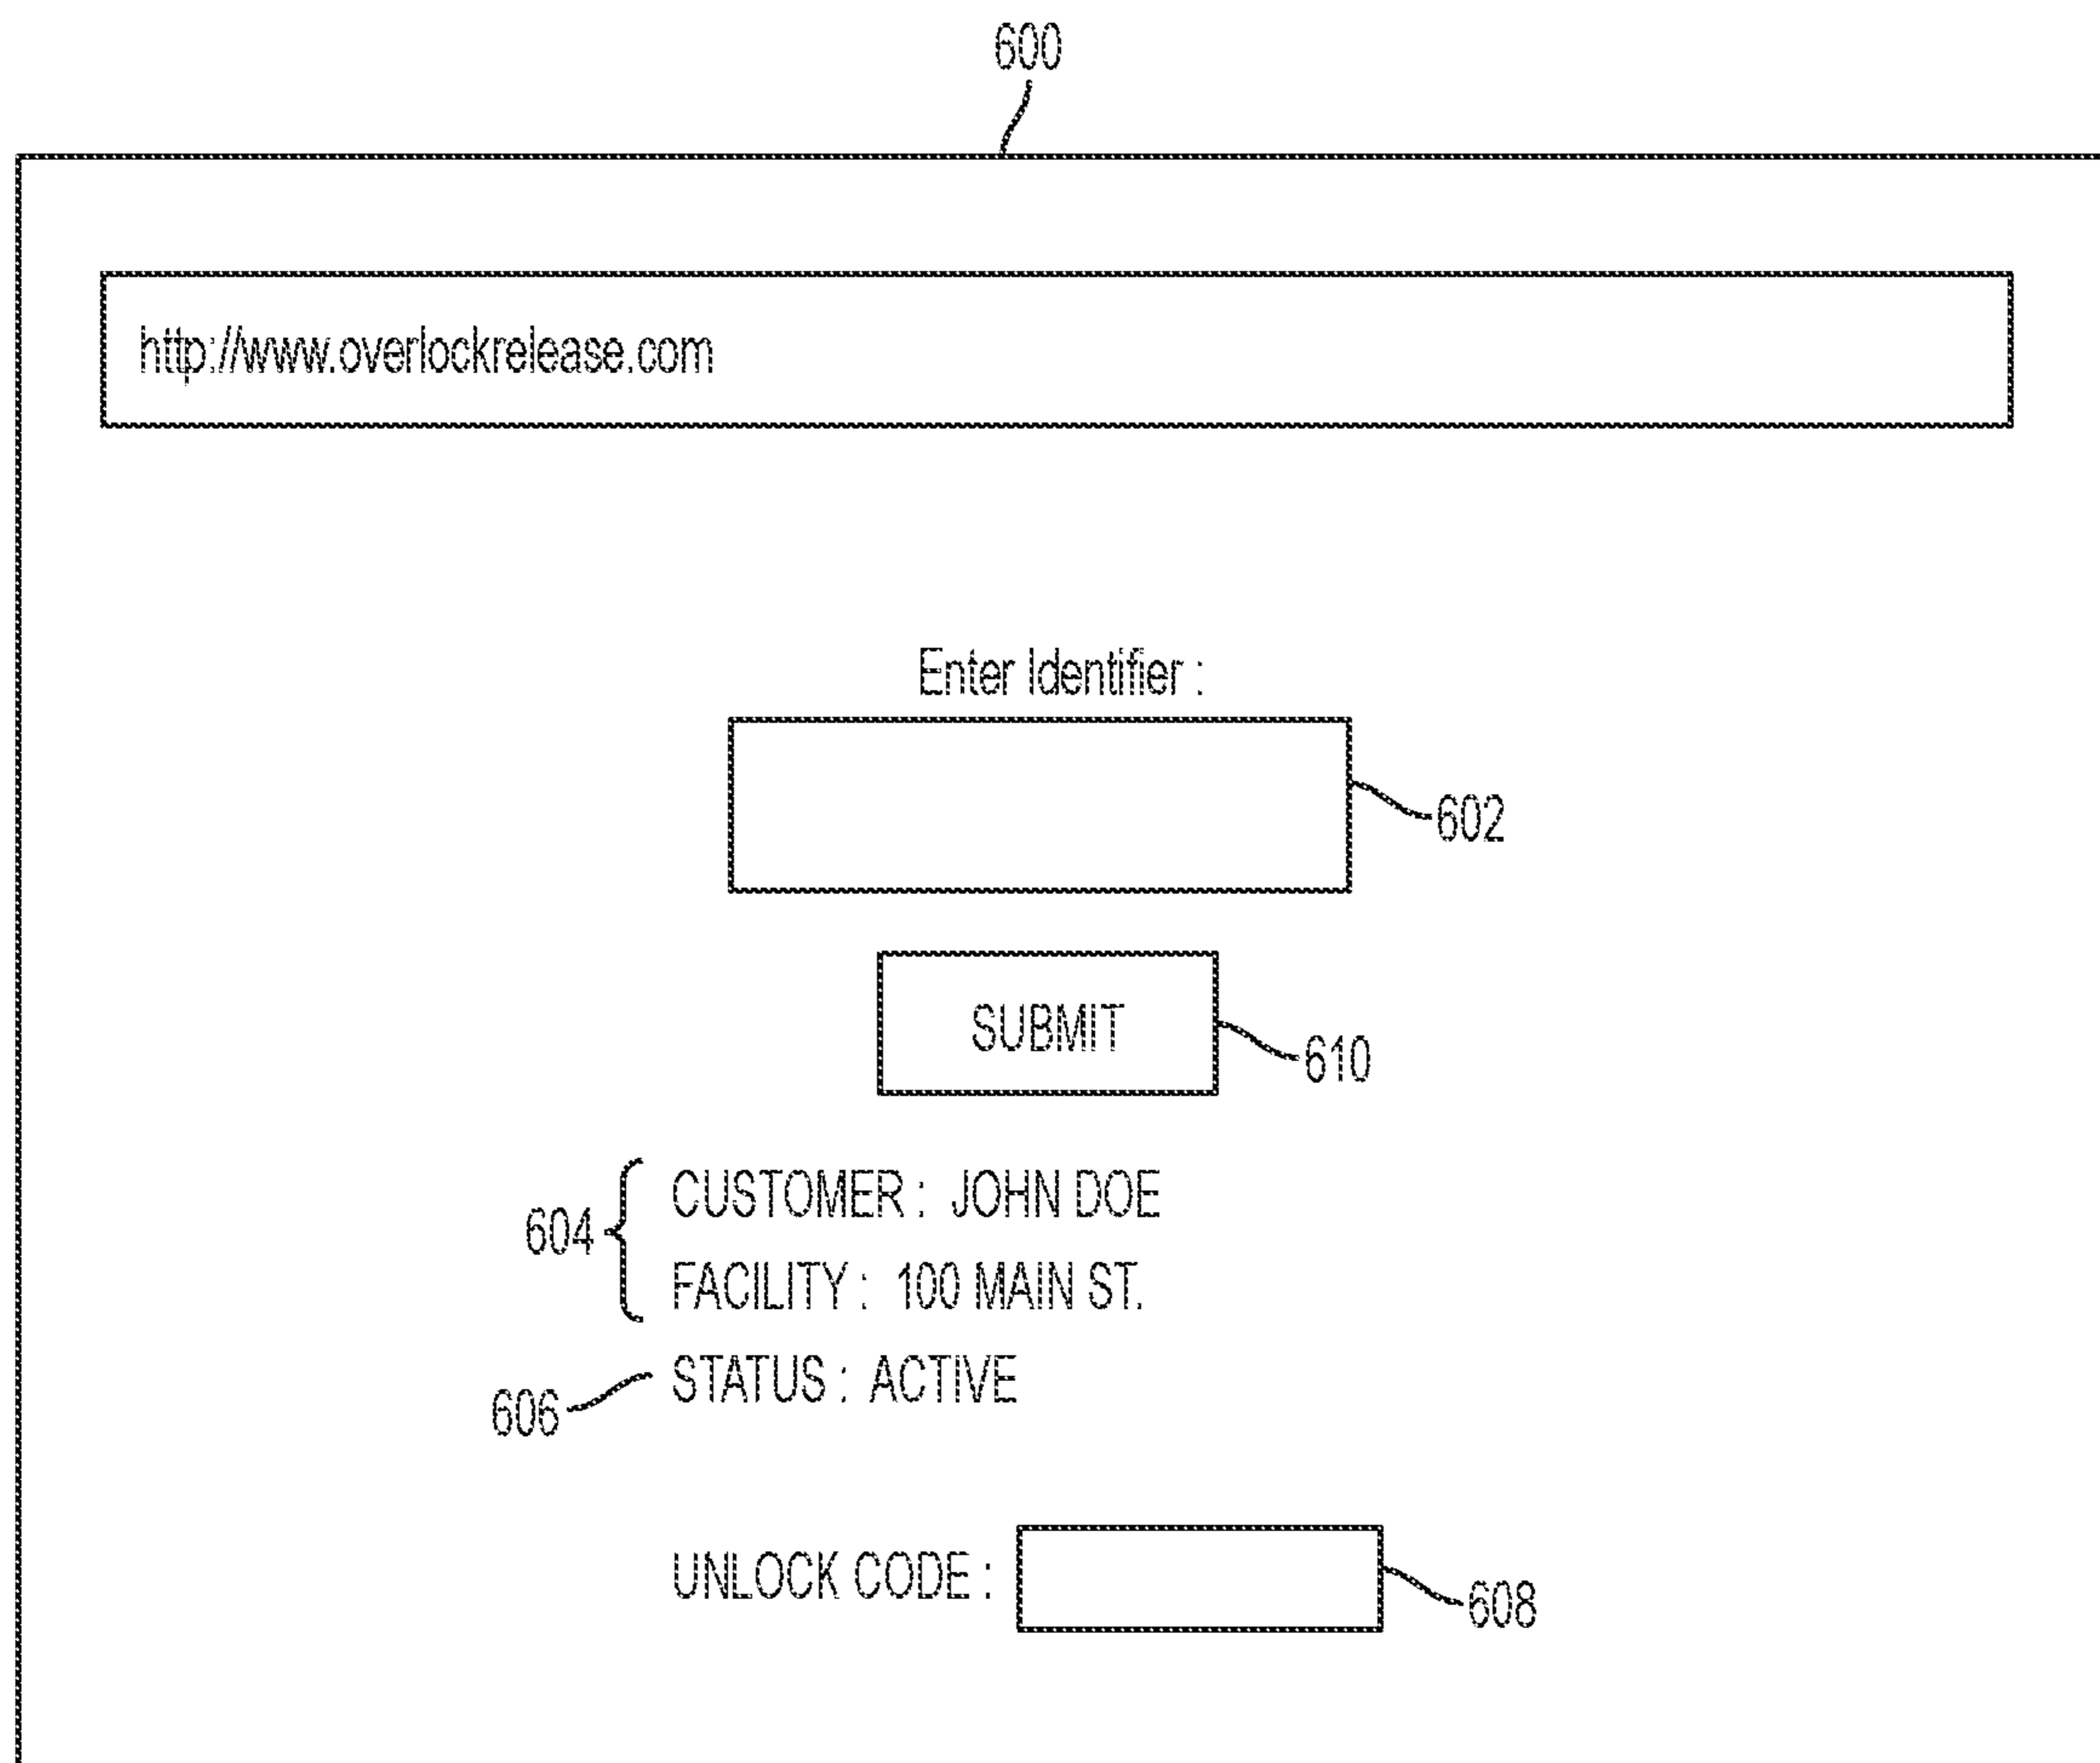 600
http://www.overlockrelease.com
Enter Identifier :
602
SUBMIT
610
604
CUSTOMER : JOHN DOE
FACILITY : 100 MAIN ST.
STATUS : ACTIVE
606
UNLOCK CODE :
608